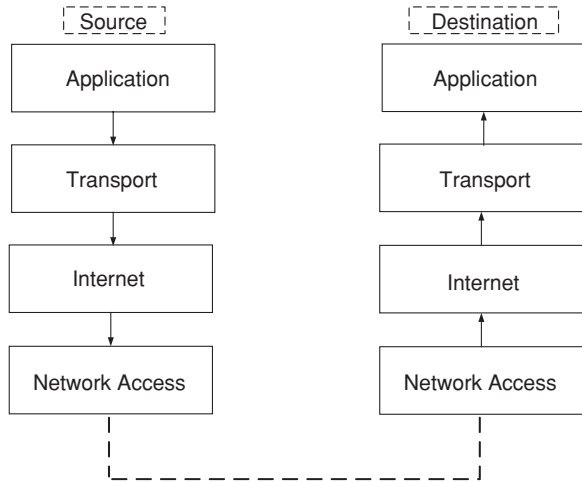 Source
Application
Transport
Internet
Network Access
Destination
Application
Transport
Internet
Network Access